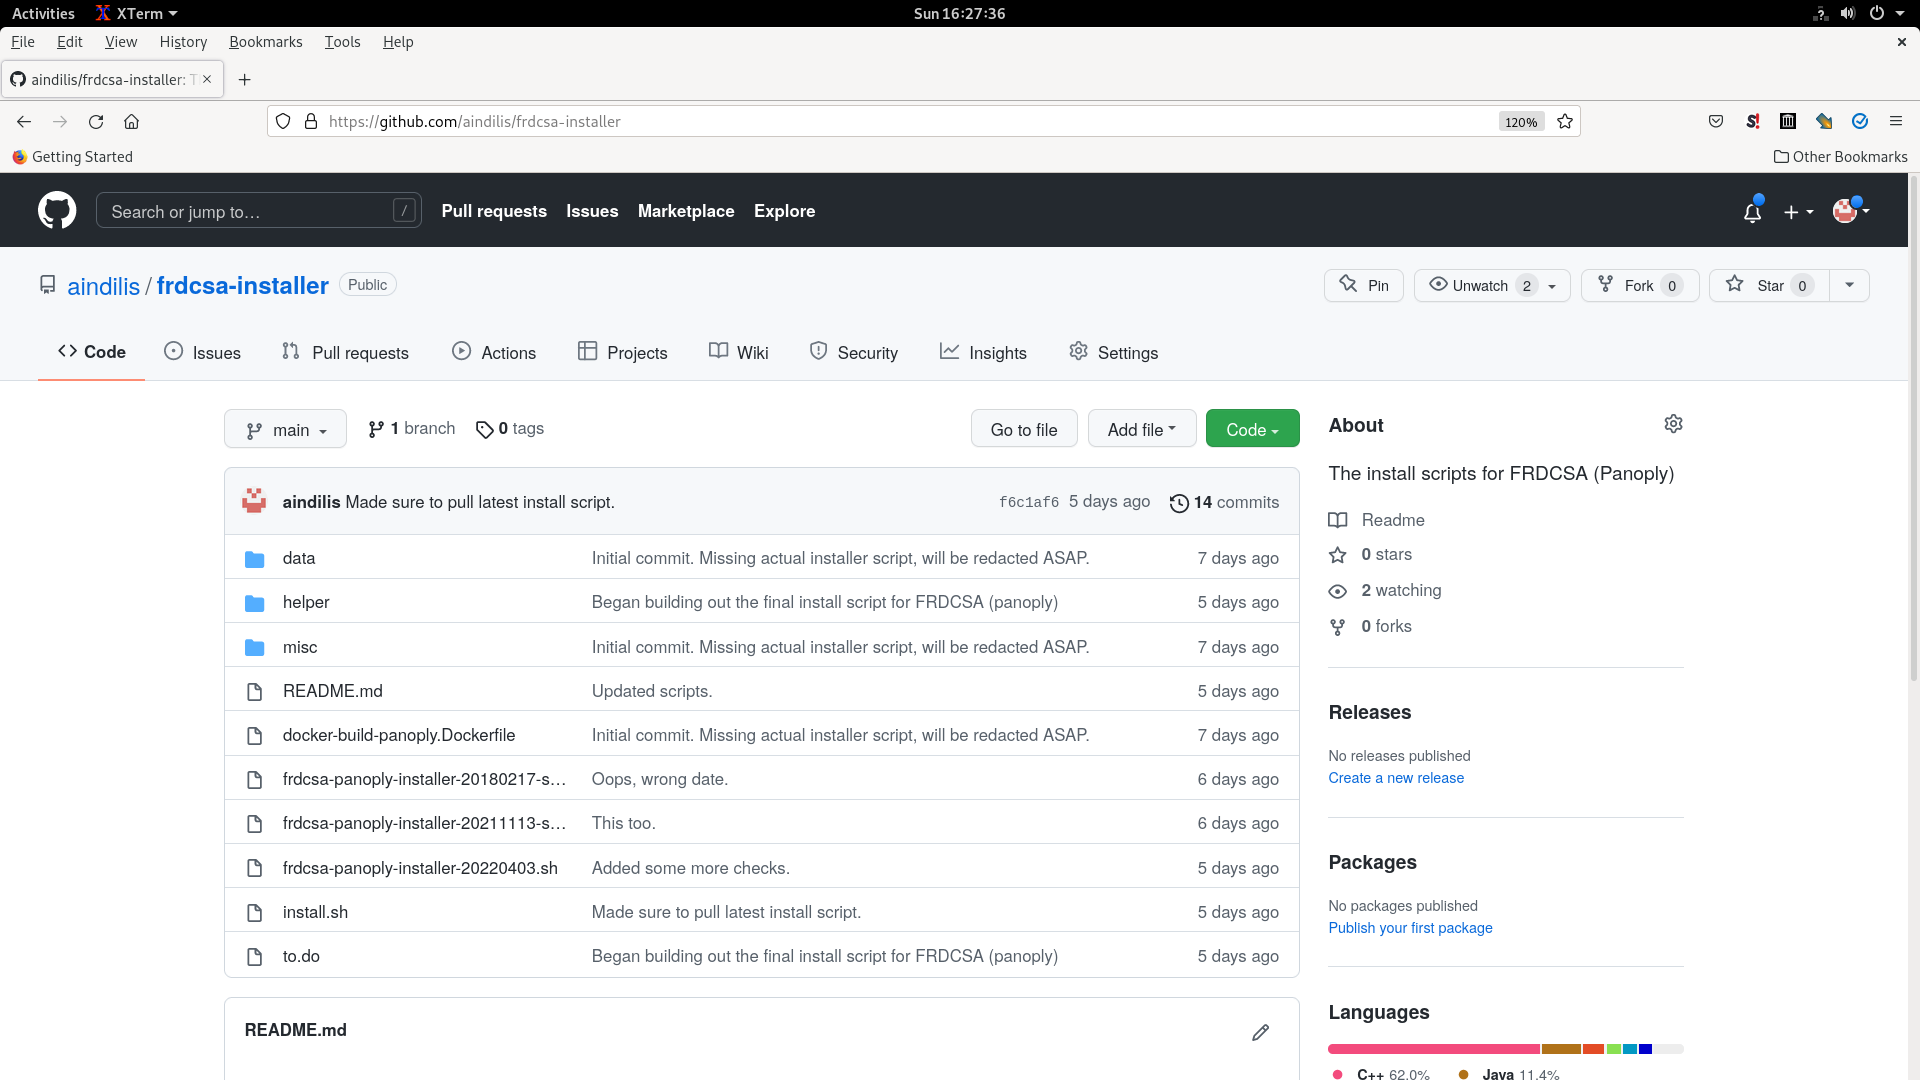 Activities XTerm Sun 16:27:36
File Edit View History Bookmarks Tools Help
aindilis/frdcsa-installer: T
https://github.com/aindilis/frdcsa-installer 120%
Getting Started Other Bookmarks
Search or jump to… / Pull requests Issues Marketplace Explore
aindilis / frdcsa-installer Public Pin Unwatch 2 Fork 0 Star 0
Code Issues Pull requests Actions Projects Wiki Security Insights Settings
main 1 branch 0 tags Go to file Add file Code
aindilis Made sure to pull latest install script. f6c1af6 5 days ago 14 commits
data Initial commit. Missing actual installer script, will be redacted ASAP. 7 days ago
helper Began building out the final install script for FRDCSA (panoply) 5 days ago
misc Initial commit. Missing actual installer script, will be redacted ASAP. 7 days ago
README.md Updated scripts. 5 days ago
docker-build-panoply.Dockerfile Initial commit. Missing actual installer script, will be redacted ASAP. 7 days ago
frdcsa-panoply-installer-20180217-s… Oops, wrong date. 6 days ago
frdcsa-panoply-installer-20211113-s… This too. 6 days ago
frdcsa-panoply-installer-20220403.sh Added some more checks. 5 days ago
install.sh Made sure to pull latest install script. 5 days ago
to.do Began building out the final install script for FRDCSA (panoply) 5 days ago
README.md
About
The install scripts for FRDCSA (Panoply)
Readme
0 stars
2 watching
0 forks
Releases
No releases published
Create a new release
Packages
No packages published
Publish your first package
Languages
C++ 62.0% Java 11.4%